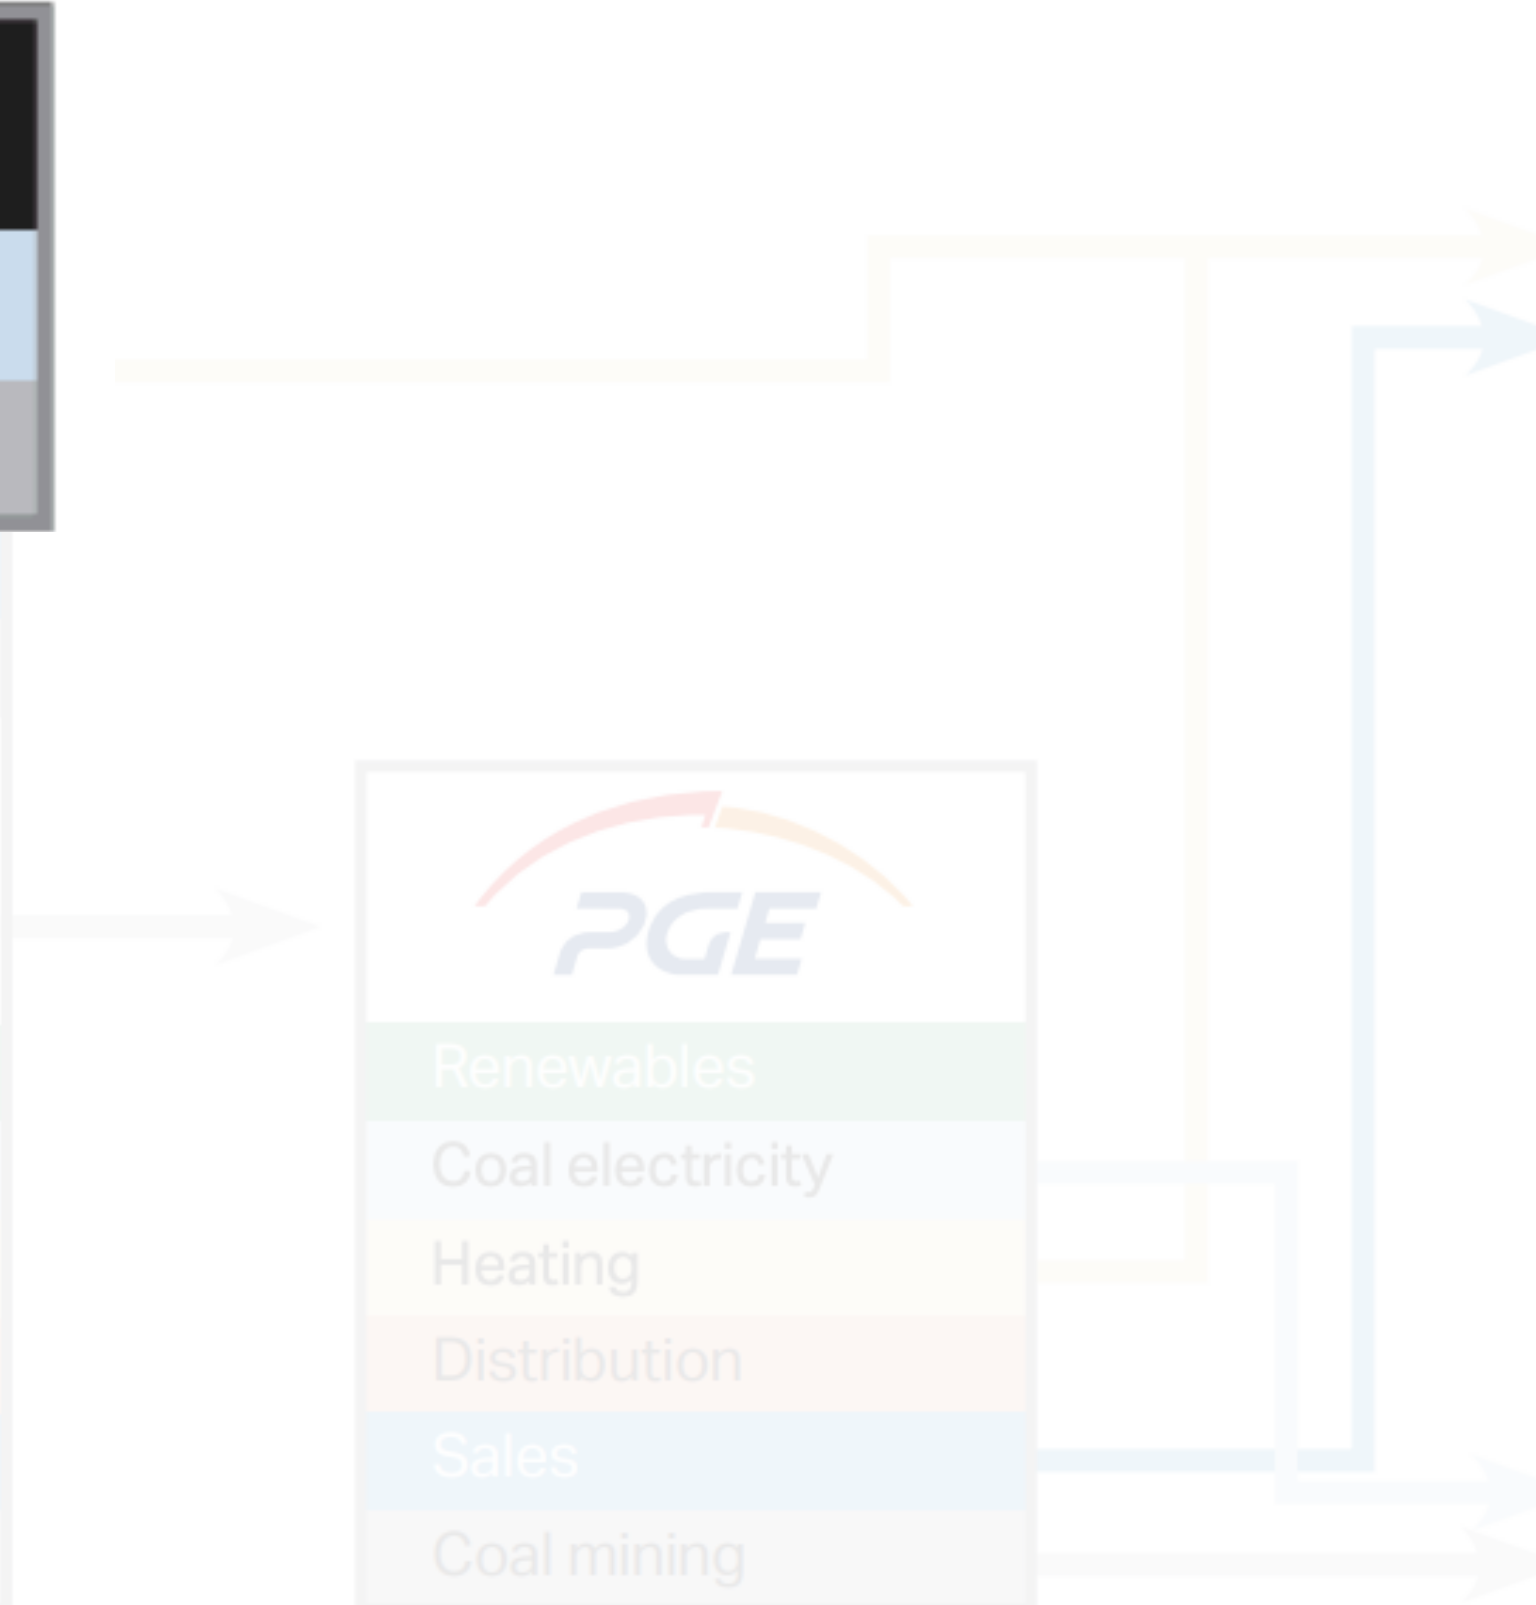 PGE
Renewables
Coal electricity
Heating
Distribution
Sales
Coal mining